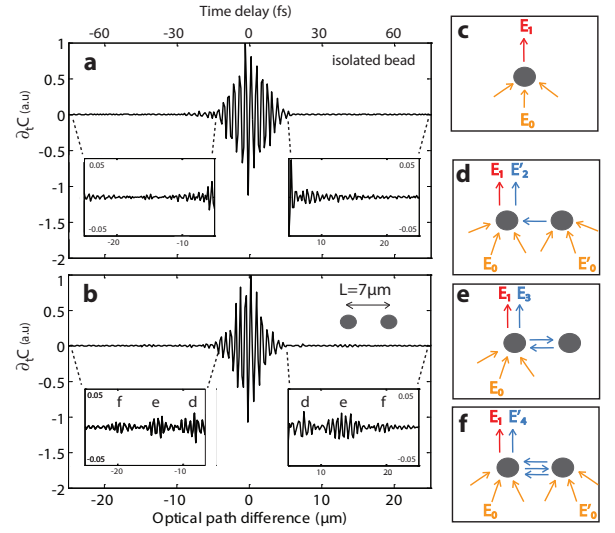 Time delay (fs)
-60 -30 0 30 60
a
isolated bead
1
0.5
0
-0.5
-1
-1.5
-2
∂tC (a.u)
0.05
-0.05
-20 -10
0.05
-0.05
10 20
b
L=7µm
1
0.5
0
-0.5
-1
-1.5
-2
∂tC (a.u)
0.05
f e d
-0.05
-20 -10
0.05
d e f
-0.05
10 20
-20 -10 0 10 20
Optical path difference (µm)
c
E1
E0
d
E1 E'2
E0 E'0
e
E1 E3
E0
f
E1 E'4
E0 E'0